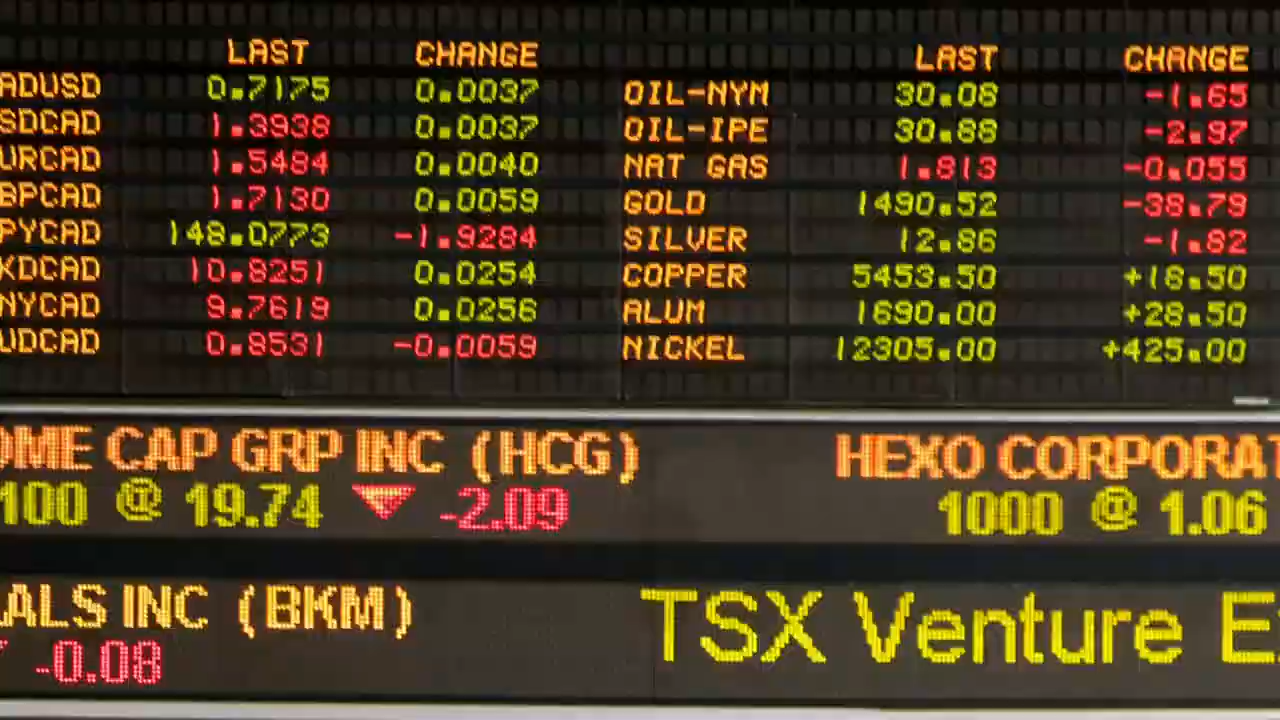 LAST CHANGE LAST CHANGE
ADUSD 0.7175 0.0037 OIL-NYM 30.08 -1.65
SDCAD 1.3938 0.0037 OIL-IPE 30.88 -2.97
URCAD 1.5484 0.0040 NAT GAS 1.813 -0.055
BPCAD 1.7130 0.0059 GOLD 1490.52 -38.79
PYCAD 148.0773 -1.9284 SILVER 12.86 -1.82
KDCAD 10.8251 0.0254 COPPER 5453.50 +18.50
NYCAD 9.7619 0.0256 ALUM 1690.00 +28.50
UDCAD 0.8531 -0.0059 NICKEL 12305.00 +425.00
OME CAP GRP INC (HCG) HEXO CORPORAT
100 @ 19.74 ▼ -2.09 1000 @ 1.06
ALS INC (BKM) TSX Venture E
-0.08